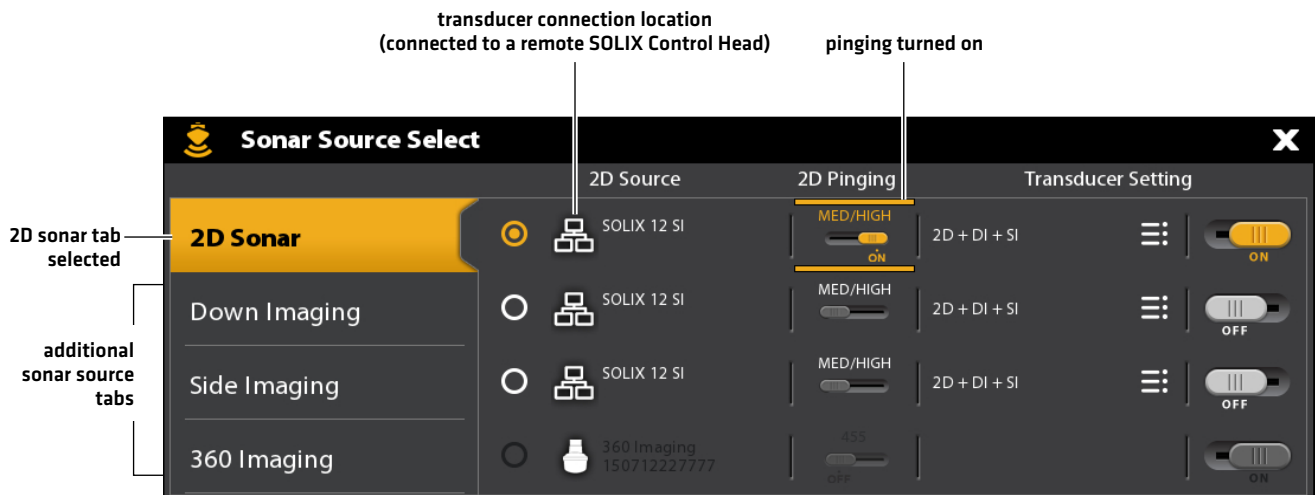 transducer connection location
(connected to a remote SOLIX Control Head)
pinging turned on
Sonar Source Select
X
2D Source
2D Pinging
Transducer Setting
2D sonar tab
selected
2D Sonar
SOLIX 12 SI
MED/HIGH
ON
2D + DI + SI
ON
additional
sonar source
tabs
Down Imaging
SOLIX 12 SI
MED/HIGH
2D + DI + SI
OFF
Side Imaging
SOLIX 12 SI
MED/HIGH
2D + DI + SI
OFF
360 Imaging
360 Imaging
150712227777
455
OFF
ON